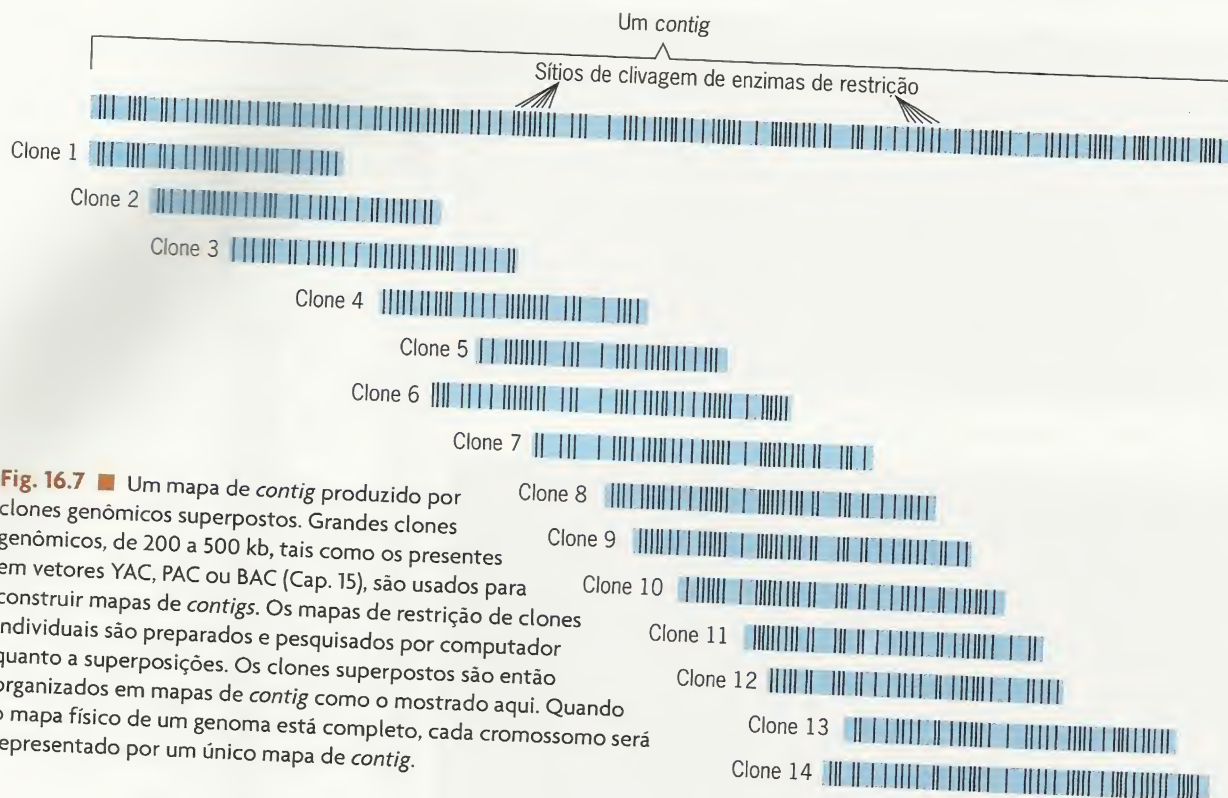 Um contig
Sítios de clivagem de enzimas de restrição
Clone 1
Clone 2
Clone 3
Clone 4
Clone 5
Clone 6
Clone 7
Clone 8
Clone 9
Clone 10
Clone 11
Clone 12
Clone 13
Clone 14
Fig. 16.7 ■ Um mapa de contig produzido por
clones genômicos superpostos. Grandes clones
genômicos, de 200 a 500 kb, tais como os presentes
em vetores YAC, PAC ou BAC (Cap. 15), são usados para
construir mapas de contigs. Os mapas de restrição de clones
individuais são preparados e pesquisados por computador
quanto a superposições. Os clones superpostos são então
organizados em mapas de contig como o mostrado aqui. Quando
o mapa físico de um genoma está completo, cada cromossomo será
representado por um único mapa de contig.